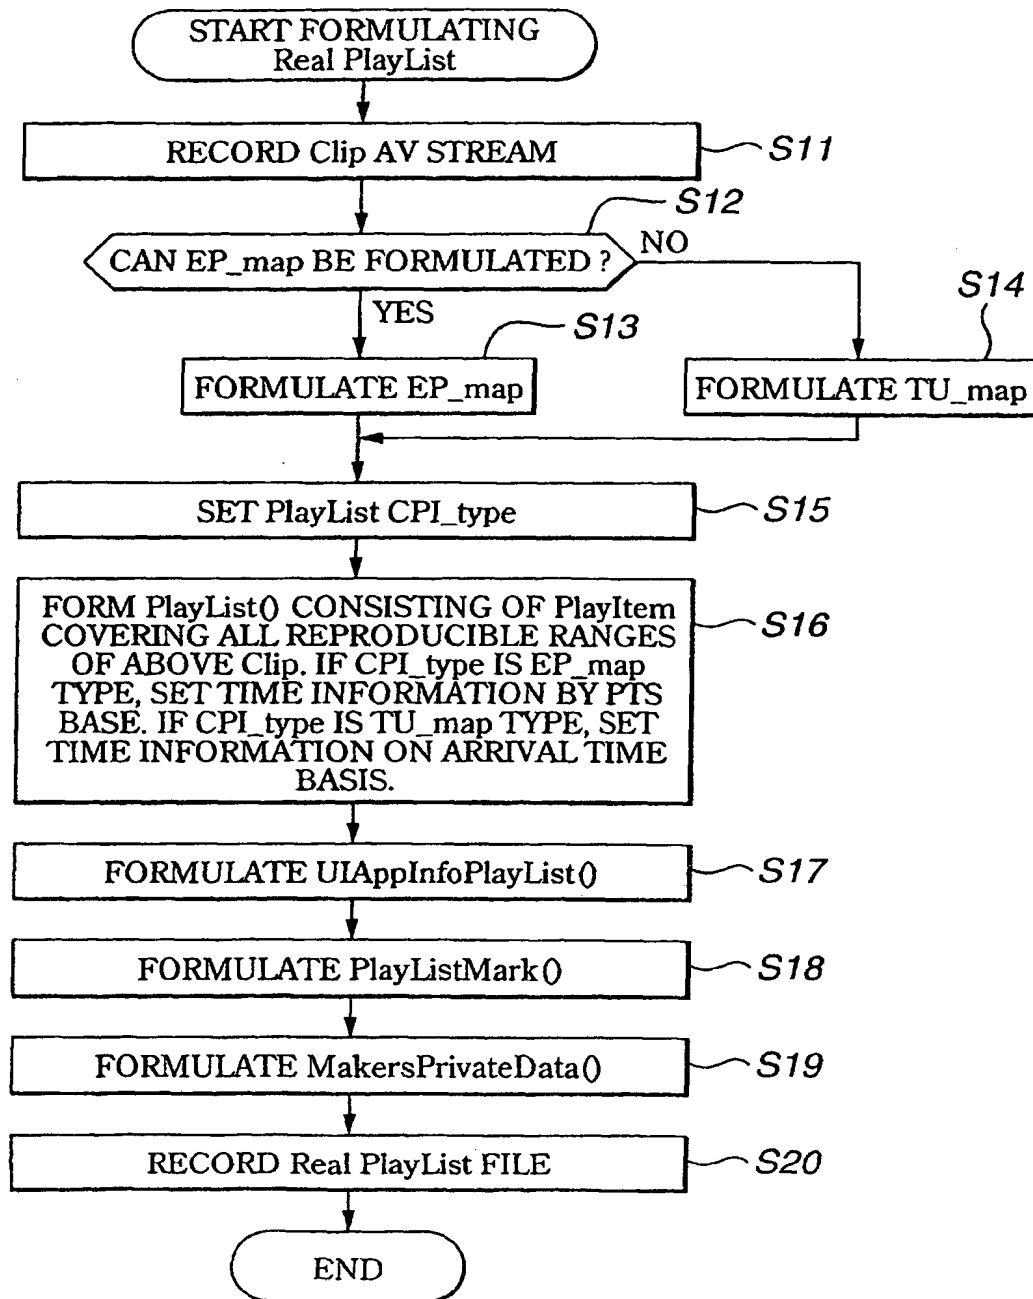 START FORMULATING
Real PlayList
RECORD Clip AV STREAM
S11
S12
CAN EP_map BE FORMULATED ?
NO
YES
S13
S14
FORMULATE EP_map
FORMULATE TU_map
SET PlayList CPI_type
S15
FORM PlayList() CONSISTING OF PlayItem
COVERING ALL REPRODUCIBLE RANGES
OF ABOVE Clip. IF CPI_type IS EP_map
TYPE, SET TIME INFORMATION BY PTS
BASE. IF CPI_type IS TU_map TYPE, SET
TIME INFORMATION ON ARRIVAL TIME
BASIS.
S16
FORMULATE UIAppInfoPlayList()
S17
FORMULATE PlayListMark()
S18
FORMULATE MakersPrivateData()
S19
RECORD Real PlayList FILE
S20
END